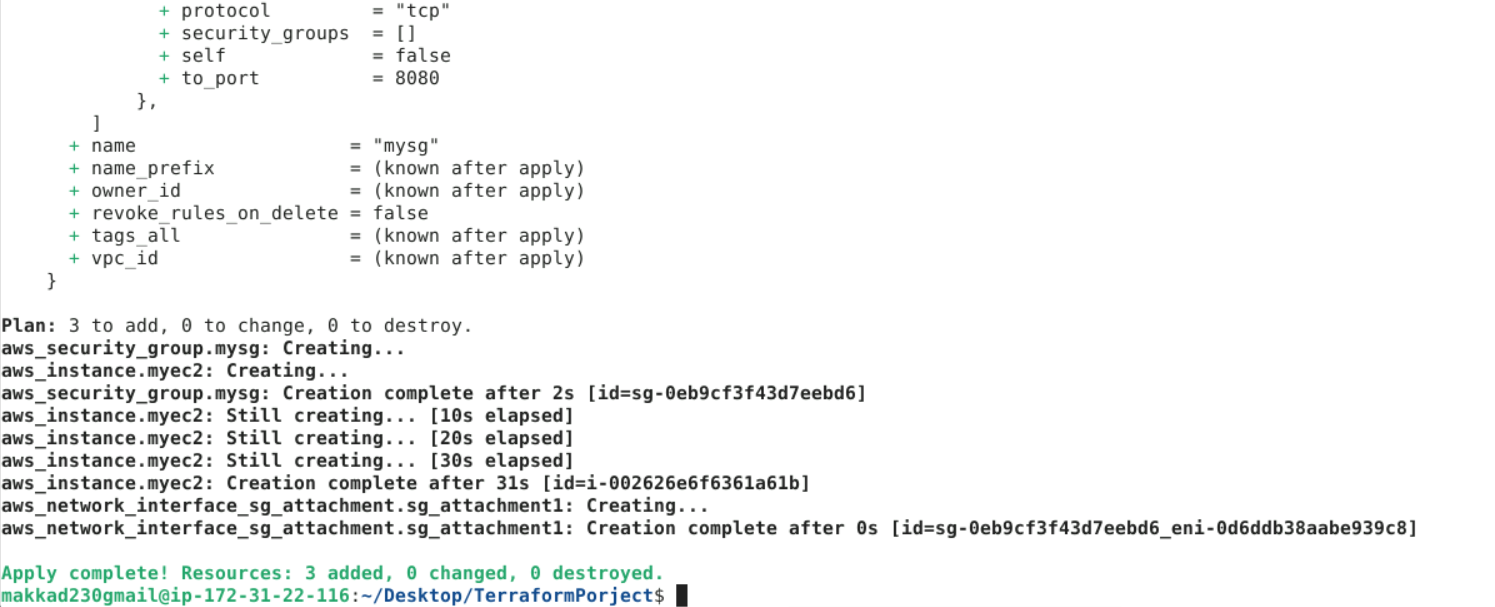 + protocol         = "tcp"
+ security_groups  = []
+ self             = false
+ to_port          = 8080
},
]
+ name                   = "mysg"
+ name_prefix            = (known after apply)
+ owner_id               = (known after apply)
+ revoke_rules_on_delete = false
+ tags_all               = (known after apply)
+ vpc_id                 = (known after apply)
}
Plan: 3 to add, 0 to change, 0 to destroy.
aws_security_group.mysg: Creating...
aws_instance.myec2: Creating...
aws_security_group.mysg: Creation complete after 2s [id=sg-0eb9cf3f43d7eebd6]
aws_instance.myec2: Still creating... [10s elapsed]
aws_instance.myec2: Still creating... [20s elapsed]
aws_instance.myec2: Still creating... [30s elapsed]
aws_instance.myec2: Creation complete after 31s [id=i-002626e6f6361a61b]
aws_network_interface_sg_attachment.sg_attachment1: Creating...
aws_network_interface_sg_attachment.sg_attachment1: Creation complete after 0s [id=sg-0eb9cf3f43d7eebd6_eni-0d6ddb38aabe939c8]
Apply complete! Resources: 3 added, 0 changed, 0 destroyed.
makkad230gmail@ip-172-31-22-116:~/Desktop/TerraformPorject$